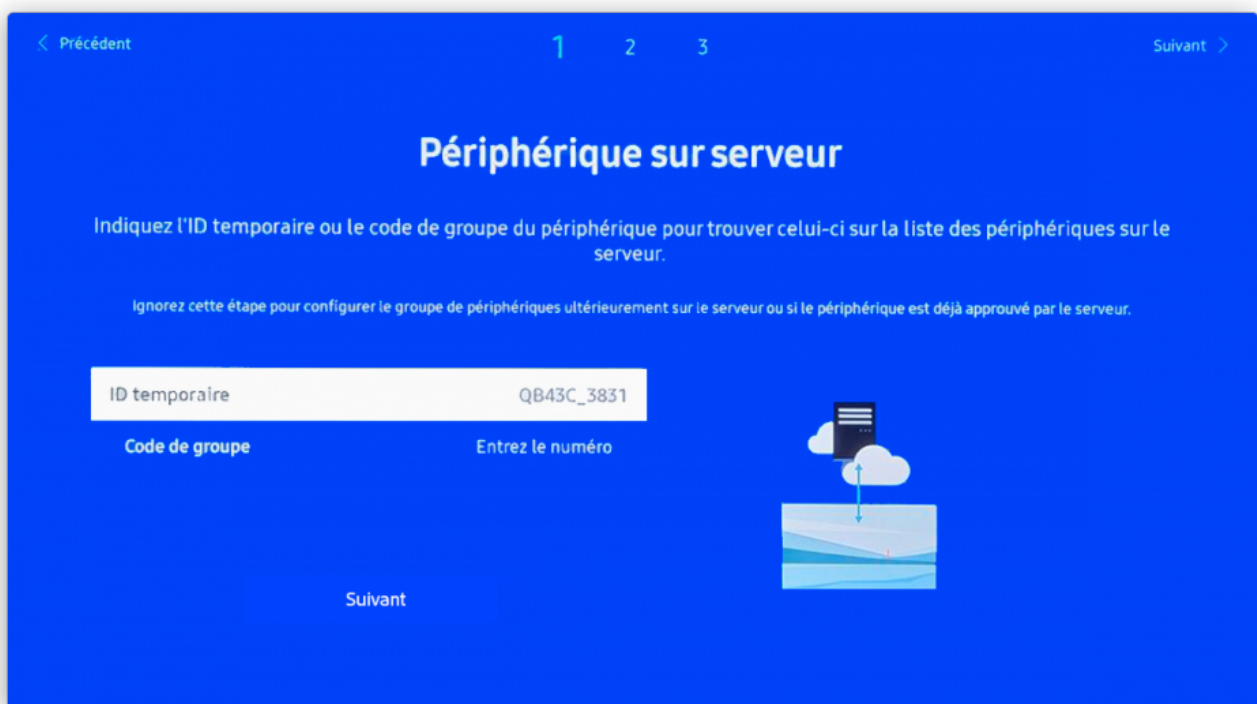 Précédent
1 2 3
Suivant
Périphérique sur serveur
Indiquez l'ID temporaire ou le code de groupe du périphérique pour trouver celui-ci sur la liste des périphériques sur le
serveur.
Ignorez cette étape pour configurer le groupe de périphériques ultérieurement sur le serveur ou si le périphérique est déjà approuvé par le serveur.
ID temporaire QB43C_3831
Code de groupe Entrez le numéro
Suivant